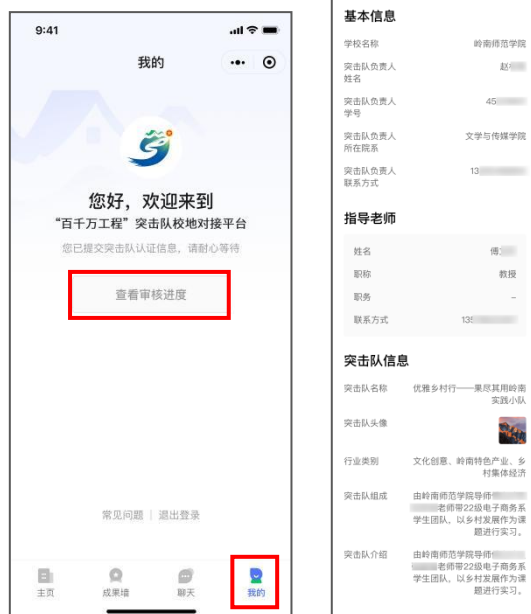 9:41
我的
您好，欢迎来到
“百千万工程”突击队校地对接平台
您已提交突击队认证信息，请耐心等待
查看审核进度
常见问题 | 退出登录
主页
成果墙
聊天
我的
基本信息
学校名称 岭南师范学院
突击队负责人 赵
姓名
突击队负责人 45
学号
突击队负责人 文学与传媒学院
所在院系
突击队负责人 13
联系方式
指导老师
姓名 傅
职称 教授
职务 –
联系方式 135
突击队信息
突击队名称 优雅乡村行——果尽其用岭南
实践小队
突击队头像
行业类别 文化创意、岭南特色产业、乡
村集体经济
突击队组成 由岭南师范学院导师
老师带22级电子商务系
学生团队，以乡村发展作为课
题进行实习。
突击队介绍 由岭南师范学院导师
老师带22级电子商务系
学生团队，以乡村发展作为课
题进行实习。